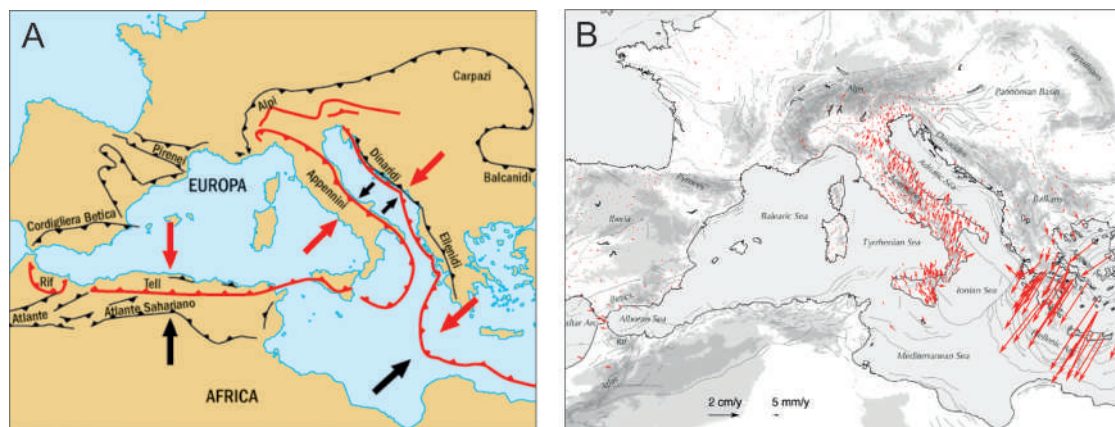 A
Carpazi
Alpi
Pirenei
Dinaridi
EUROPA
Appennini
Balcanidi
Cordigliera Betica
Ellenidi
Rif
Tell
Atlante
Atlante Sahariano
AFRICA
B
Carpathians
Alps
Pannonian Basin
Dinarides
Adriatic Sea
Pyrenees
Balkans
Iberia
Balearic Sea
Tyrrhenian Sea
Ionian Sea
Betics
Alboran Sea
Rif
Hellenic
Mediterranean Sea
2 cm/y
5 mm/y